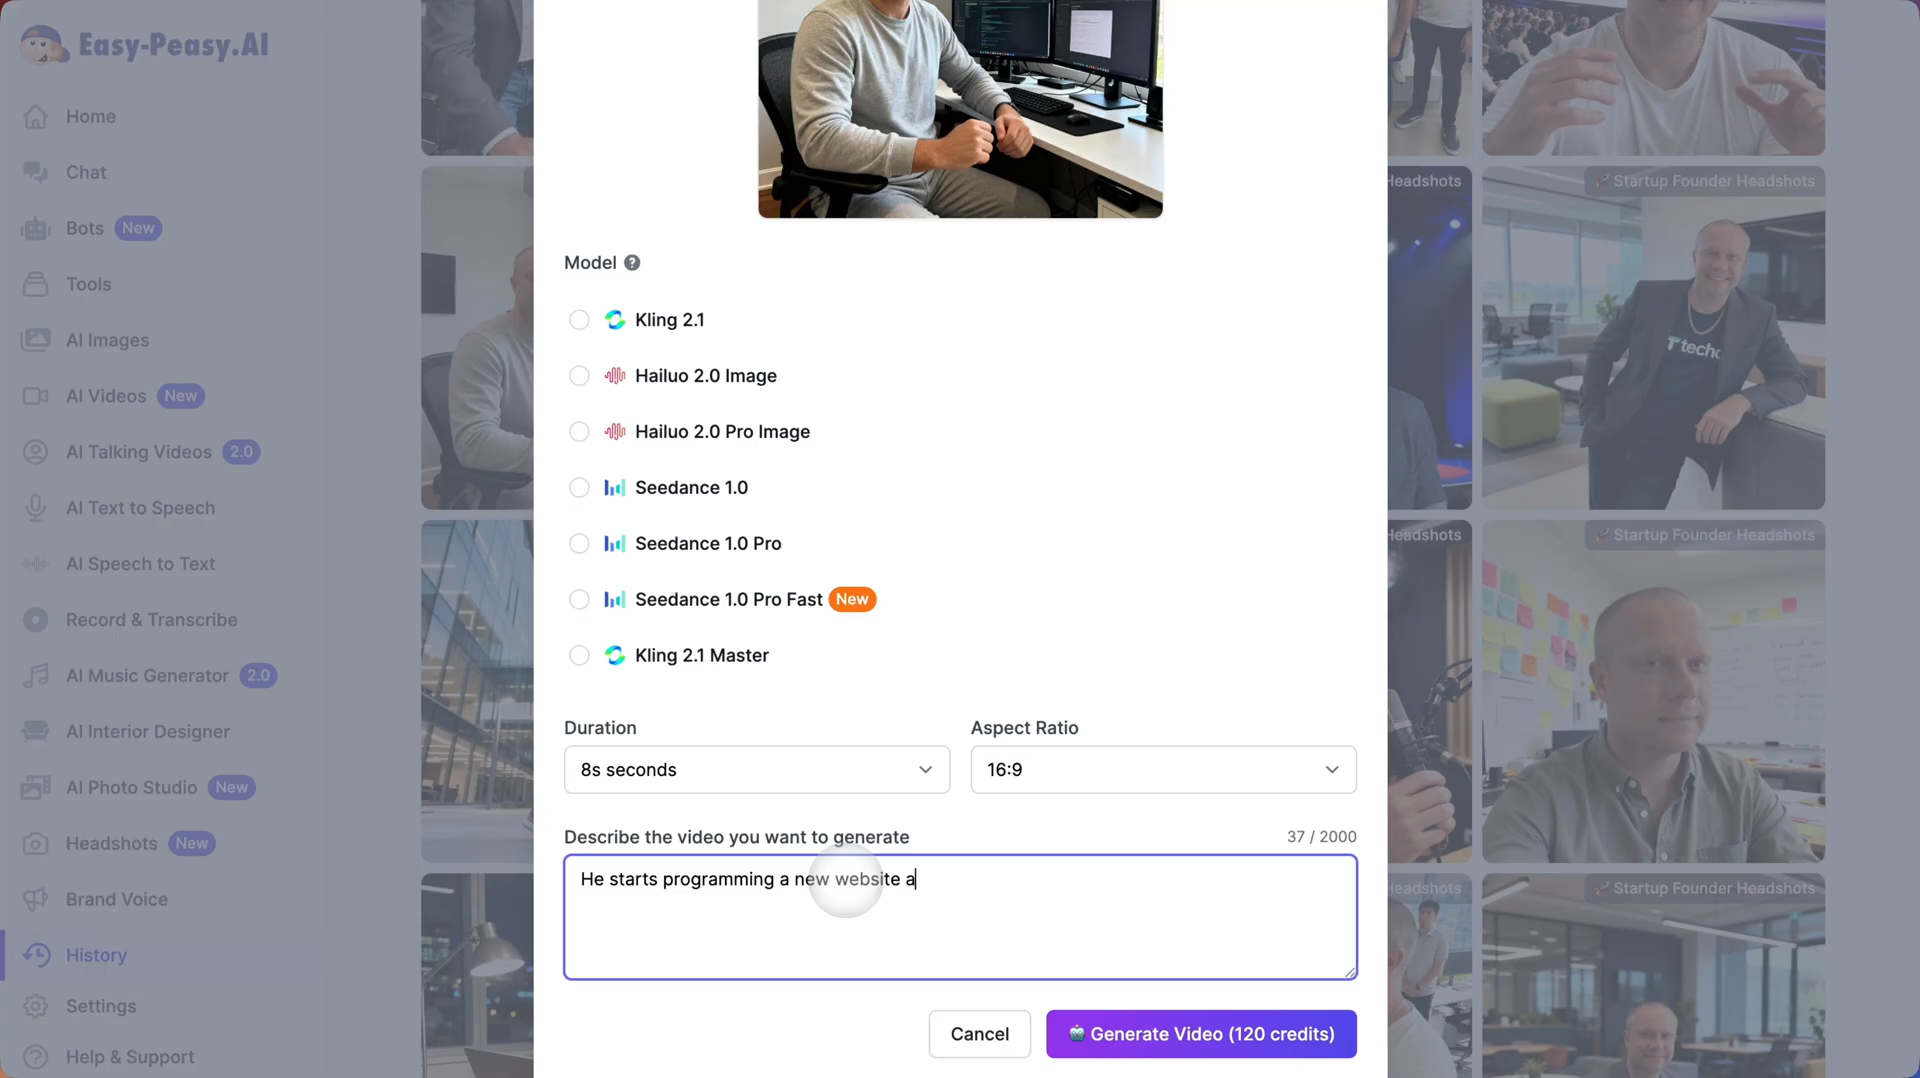 Easy-Peasy.AI
Home
Chat
Bots New
Tools
AI Images
AI Videos New
AI Talking Videos 2.0
AI Text to Speech
AI Speech to Text
Record & Transcribe
AI Music Generator 2.0
AI Interior Designer
AI Photo Studio New
Headshots New
Brand Voice
History
Settings
Help & Support
Model ?
Kling 2.1
Hailuo 2.0 Image
Hailuo 2.0 Pro Image
Seedance 1.0
Seedance 1.0 Pro
Seedance 1.0 Pro Fast New
Kling 2.1 Master
Duration
8s seconds
Aspect Ratio
16:9
Describe the video you want to generate
37 / 2000
He starts programming a new website a
Cancel
Generate Video (120 credits)
Headshots
Startup Founder Headshots
techc
Headshots
Startup Founder Headshots
Headshots
Startup Founder Headshots